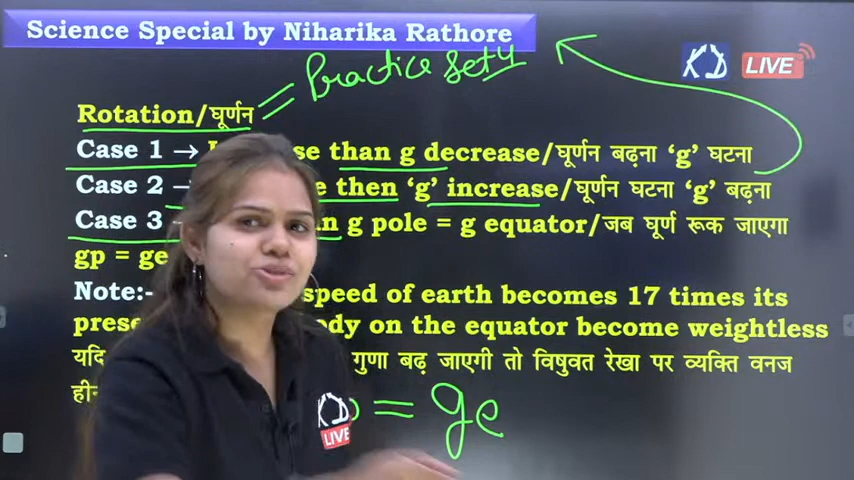 Science Special by Niharika Rathore
Practice Set 4
KD LIVE
Rotation/घूर्णन
Case 1 → se than g decrease/घूर्णन बढ़ना ‘g’ घटना
Case 2 → e then ‘g’ increase/घूर्णन घटना ‘g’ बढ़ना
Case 3 g pole = g equator/जब घूर्ण रूक जाएगा
gp = ge
Note:- speed of earth becomes 17 times its
prese ody on the equator become weightless
यदि गुणा बढ़ जाएगी तो विषुवत रेखा पर व्यक्ति वनज
= ge
KD
LIVE